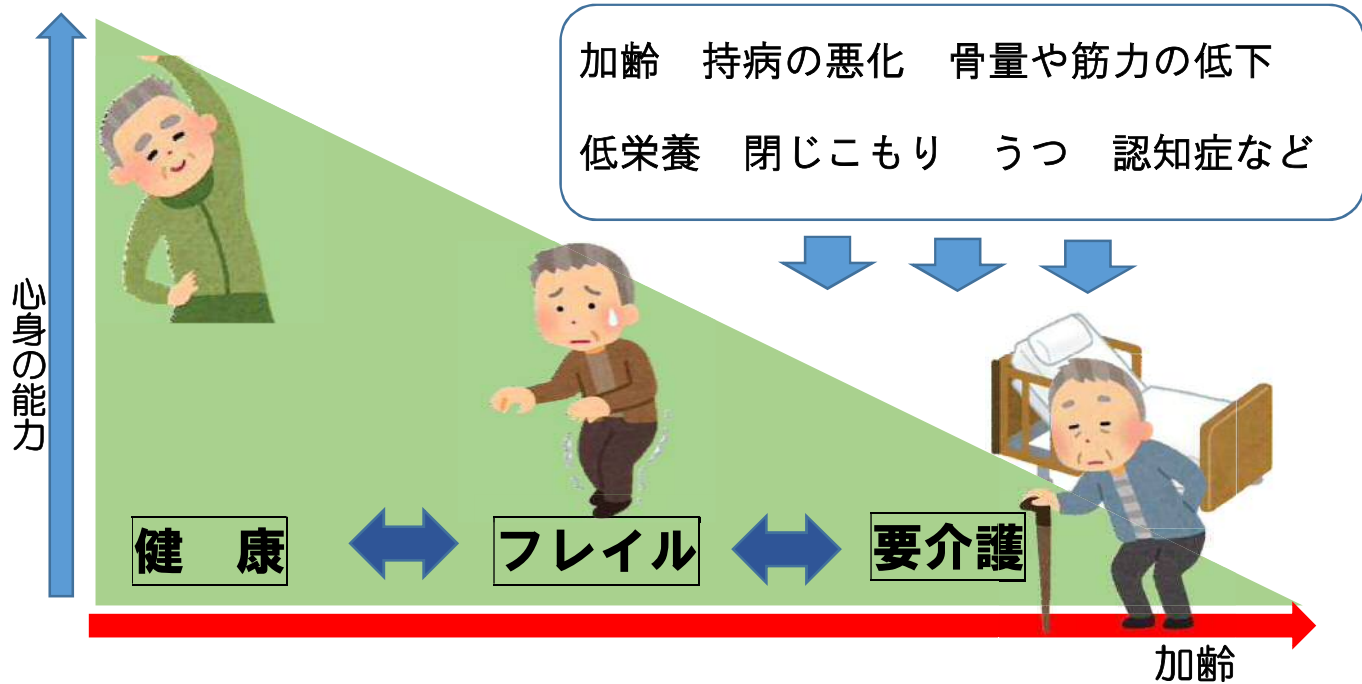 加齢　持病の悪化　骨量や筋力の低下
低栄養　閉じこもり　うつ　認知症など
心身の能力
健　康
フレイル
要介護
加齢